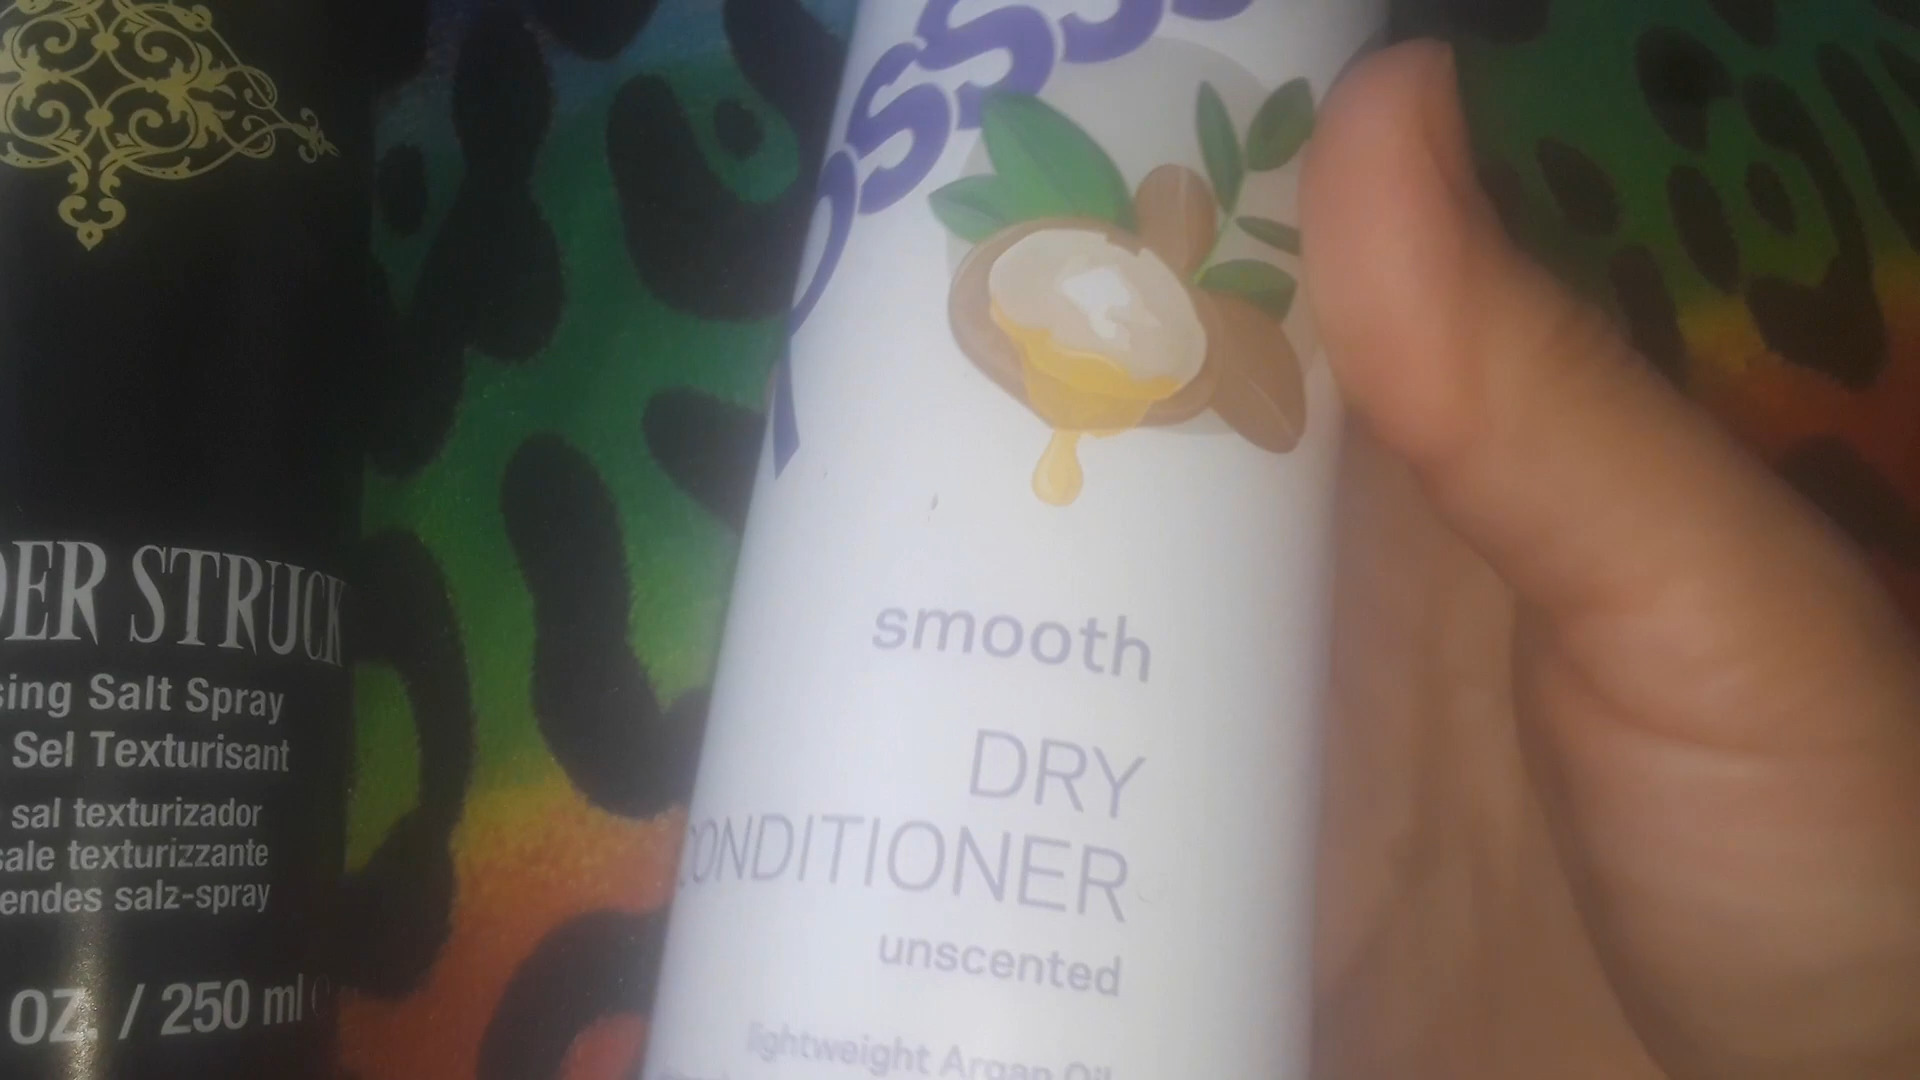 DER STRUCK
sing Salt Spray
Sel Texturisant
sal texturizador
sale texturizzante
endes salz-spray
OZ. / 250 ml
smooth
DRY
CONDITIONER
unscented
lightweight Argan Oil